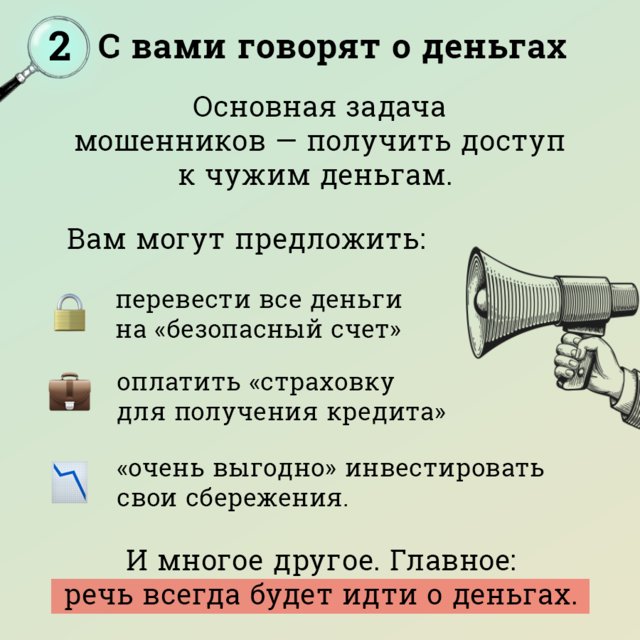 2 С вами говорят о деньгах
Основная задача
мошенников — получить доступ
к чужим деньгам.
Вам могут предложить:
перевести все деньги
на «безопасный счет»
оплатить «страховку
для получения кредита»
«очень выгодно» инвестировать
свои сбережения.
И многое другое. Главное:
речь всегда будет идти о деньгах.